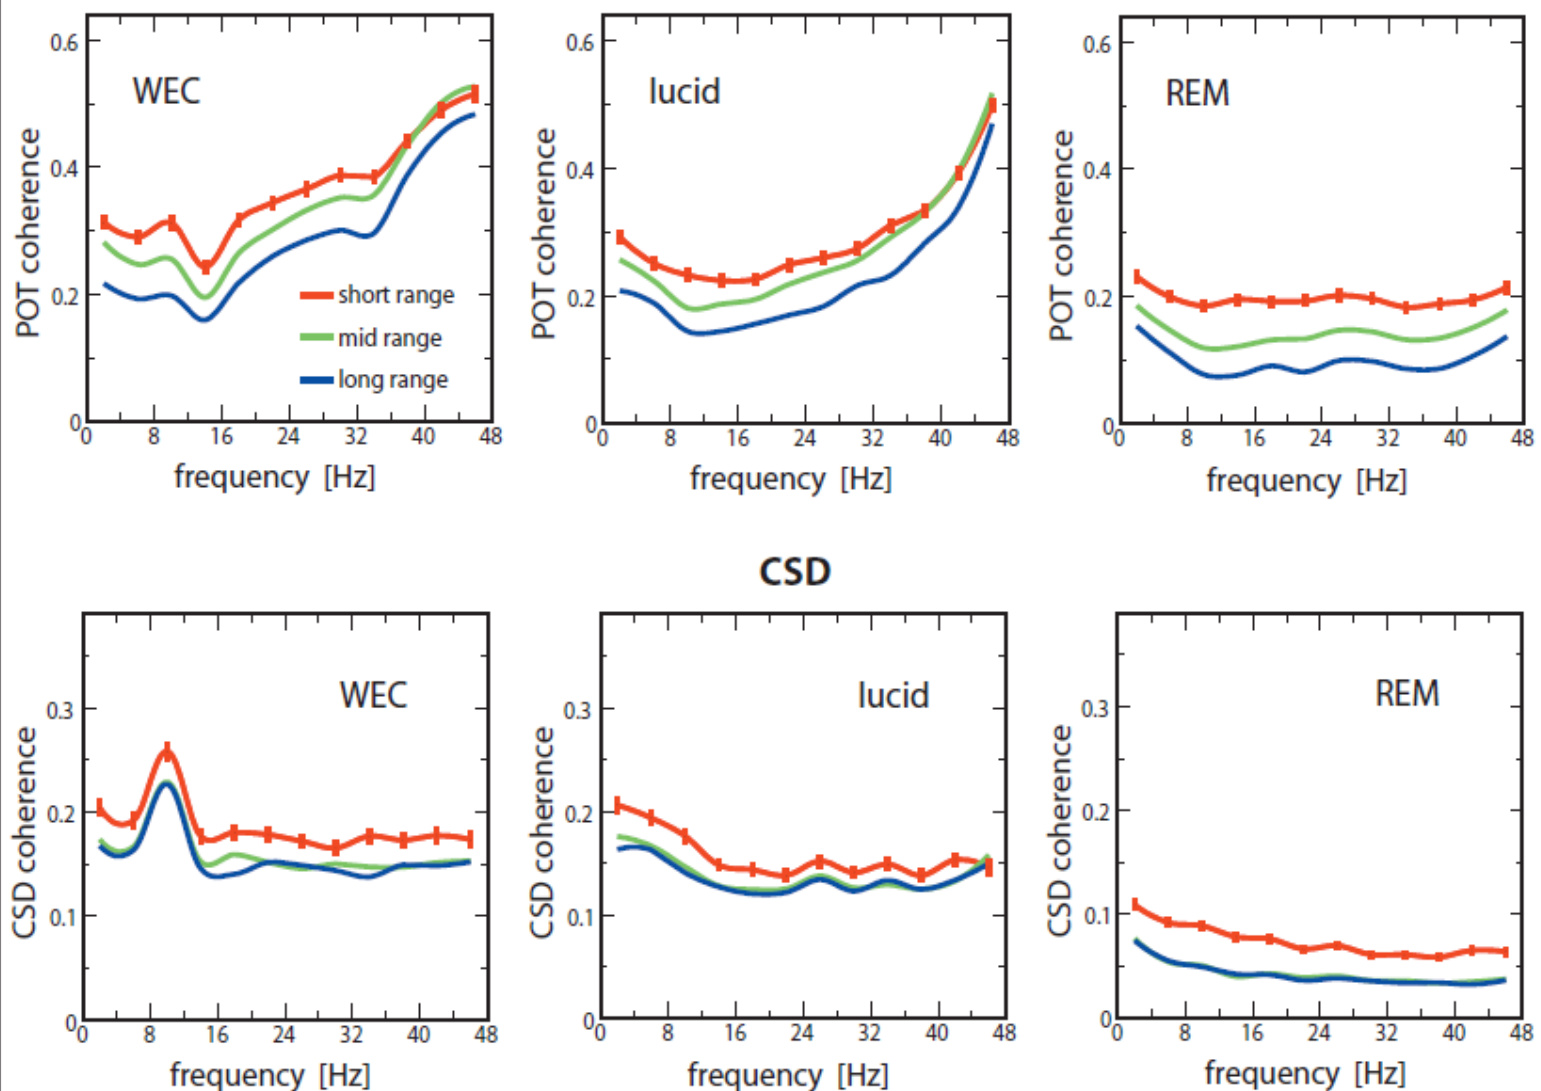 WEC
POT coherence
0.6
0.4
0.2
0
0 8 16 24 32 40 48
frequency [Hz]
short range
mid range
long range
lucid
POT coherence
0.6
0.4
0.2
0
0 8 16 24 32 40 48
frequency [Hz]
REM
POT coherence
0.6
0.4
0.2
0
0 8 16 24 32 40 48
frequency [Hz]
CSD
WEC
CSD coherence
0.3
0.2
0.1
0
0 8 16 24 32 40 48
frequency [Hz]
lucid
CSD coherence
0.3
0.2
0.1
0
0 8 16 24 32 40 48
frequency [Hz]
REM
CSD coherence
0.3
0.2
0.1
0
0 8 16 24 32 40 48
frequency [Hz]